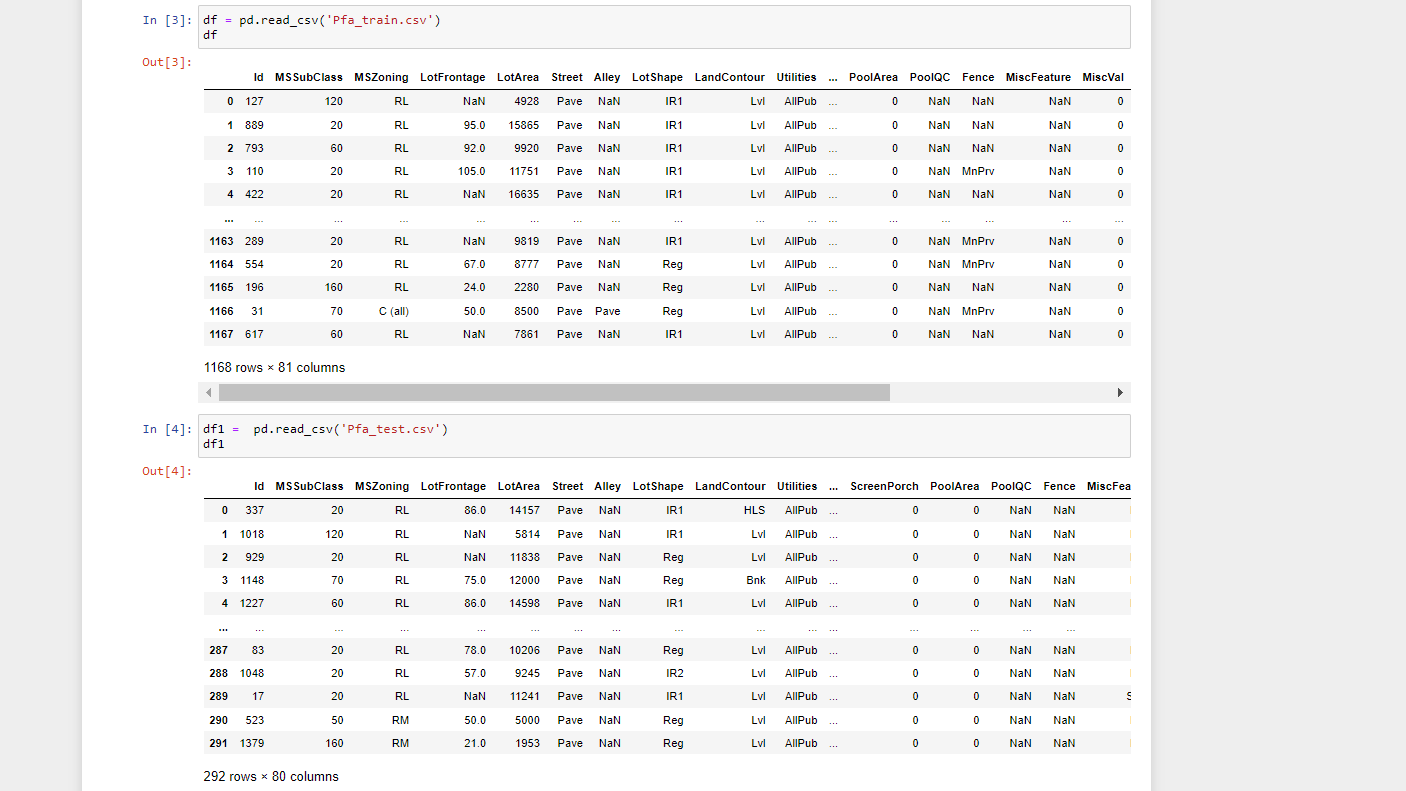 In [3]: df = pd.read_csv('Pfa_train.csv')
df
Out[3]:
Id MSSubClass MSZoning LotFrontage LotArea Street Alley LotShape LandContour Utilities ... PoolArea PoolQC Fence MiscFeature MiscVal
0 127 120 RL NaN 4928 Pave NaN IR1 Lvl AllPub ... 0 NaN NaN NaN 0
1 889 20 RL 95.0 15865 Pave NaN IR1 Lvl AllPub ... 0 NaN NaN NaN 0
2 793 60 RL 92.0 9920 Pave NaN IR1 Lvl AllPub ... 0 NaN NaN NaN 0
3 110 20 RL 105.0 11751 Pave NaN IR1 Lvl AllPub ... 0 NaN MnPrv NaN 0
4 422 20 RL NaN 16635 Pave NaN IR1 Lvl AllPub ... 0 NaN NaN NaN 0
... ... ... ... ... ... ... ... ... ... ... ... ... ... ... ... ...
1163 289 20 RL NaN 9819 Pave NaN IR1 Lvl AllPub ... 0 NaN MnPrv NaN 0
1164 554 20 RL 67.0 8777 Pave NaN Reg Lvl AllPub ... 0 NaN MnPrv NaN 0
1165 196 160 RL 24.0 2280 Pave NaN Reg Lvl AllPub ... 0 NaN NaN NaN 0
1166 31 70 C (all) 50.0 8500 Pave Pave Reg Lvl AllPub ... 0 NaN MnPrv NaN 0
1167 617 60 RL NaN 7861 Pave NaN IR1 Lvl AllPub ... 0 NaN NaN NaN 0
1168 rows × 81 columns
In [4]: df1 =  pd.read_csv('Pfa_test.csv')
df1
Out[4]:
Id MSSubClass MSZoning LotFrontage LotArea Street Alley LotShape LandContour Utilities ... ScreenPorch PoolArea PoolQC Fence MiscFea
0 337 20 RL 86.0 14157 Pave NaN IR1 HLS AllPub ... 0 0 NaN NaN
1 1018 120 RL NaN 5814 Pave NaN IR1 Lvl AllPub ... 0 0 NaN NaN
2 929 20 RL NaN 11838 Pave NaN Reg Lvl AllPub ... 0 0 NaN NaN
3 1148 70 RL 75.0 12000 Pave NaN Reg Bnk AllPub ... 0 0 NaN NaN
4 1227 60 RL 86.0 14598 Pave NaN IR1 Lvl AllPub ... 0 0 NaN NaN
... ... ... ... ... ... ... ... ... ... ... ... ... ... ... ...
287 83 20 RL 78.0 10206 Pave NaN Reg Lvl AllPub ... 0 0 NaN NaN
288 1048 20 RL 57.0 9245 Pave NaN IR2 Lvl AllPub ... 0 0 NaN NaN
289 17 20 RL NaN 11241 Pave NaN IR1 Lvl AllPub ... 0 0 NaN NaN
290 523 50 RM 50.0 5000 Pave NaN Reg Lvl AllPub ... 0 0 NaN NaN
291 1379 160 RM 21.0 1953 Pave NaN Reg Lvl AllPub ... 0 0 NaN NaN
292 rows × 80 columns